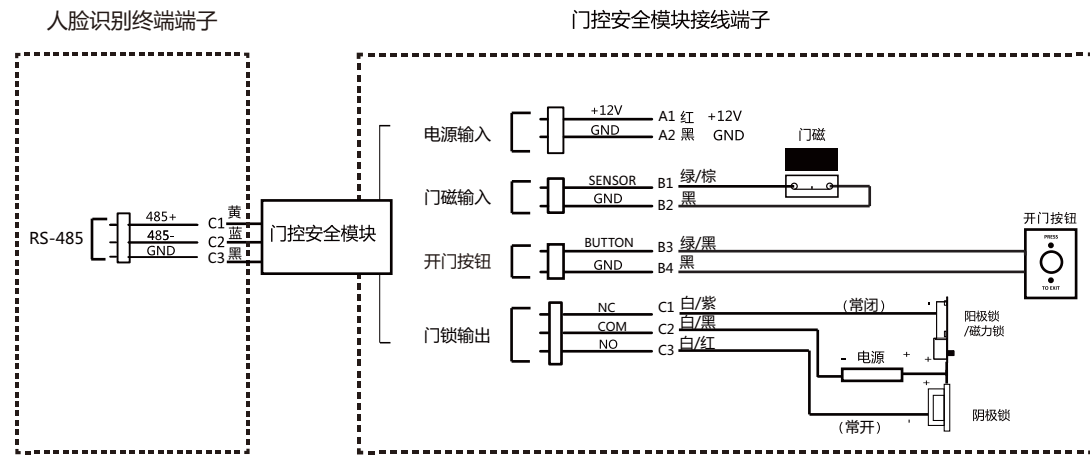 人脸识别终端端子
门控安全模块接线端子
RS-485
485+
485-
GND
C1 黄
C2 蓝
C3 黑
门控安全模块
电源输入
+12V
GND
A1 红 +12V
A2 黑 GND
门磁输入
SENSOR
GND
B1 绿/棕
B2 黑
门磁
开门按钮
BUTTON
GND
B3 绿/黑
B4 黑
开门按钮
PRESS
TO EXIT
门锁输出
NC
COM
NO
C1 白/紫
C2 白/黑
C3 白/红
(常闭)
- 电源 +
(常开)
- +
阳极锁
/磁力锁
+ -
阴极锁